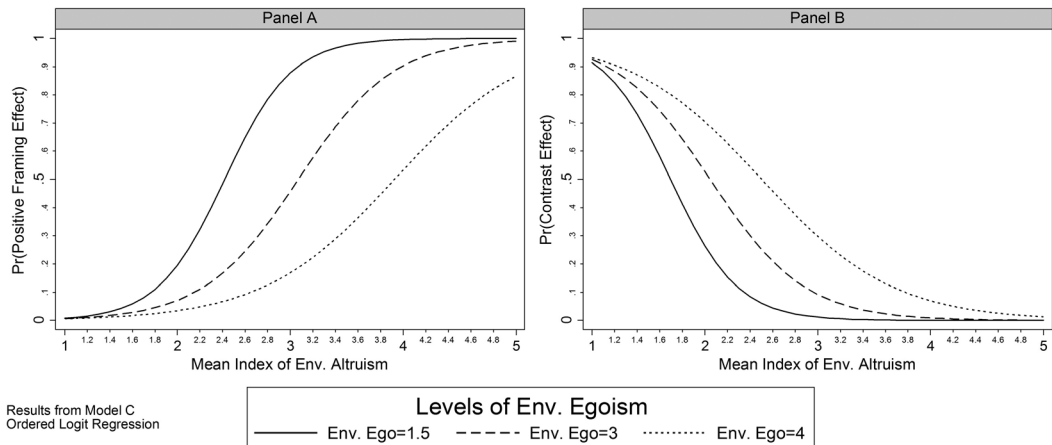 Panel A
Pr(Positive Framing Effect)
1
.9
.8
.7
.6
.5
.4
.3
.2
.1
0
1 1.2 1.4 1.6 1.8 2 2.2 2.4 2.6 2.8 3 3.2 3.4 3.6 3.8 4 4.2 4.4 4.6 4.8 5
Mean Index of Env. Altruism
Panel B
Pr(Contrast Effect)
1
.9
.8
.7
.6
.5
.4
.3
.2
.1
0
1 1.2 1.4 1.6 1.8 2 2.2 2.4 2.6 2.8 3 3.2 3.4 3.6 3.8 4 4.2 4.4 4.6 4.8 5
Mean Index of Env. Altruism
Results from Model C
Ordered Logit Regression
Levels of Env. Egoism
Env. Ego=1.5 Env. Ego=3 Env. Ego=4